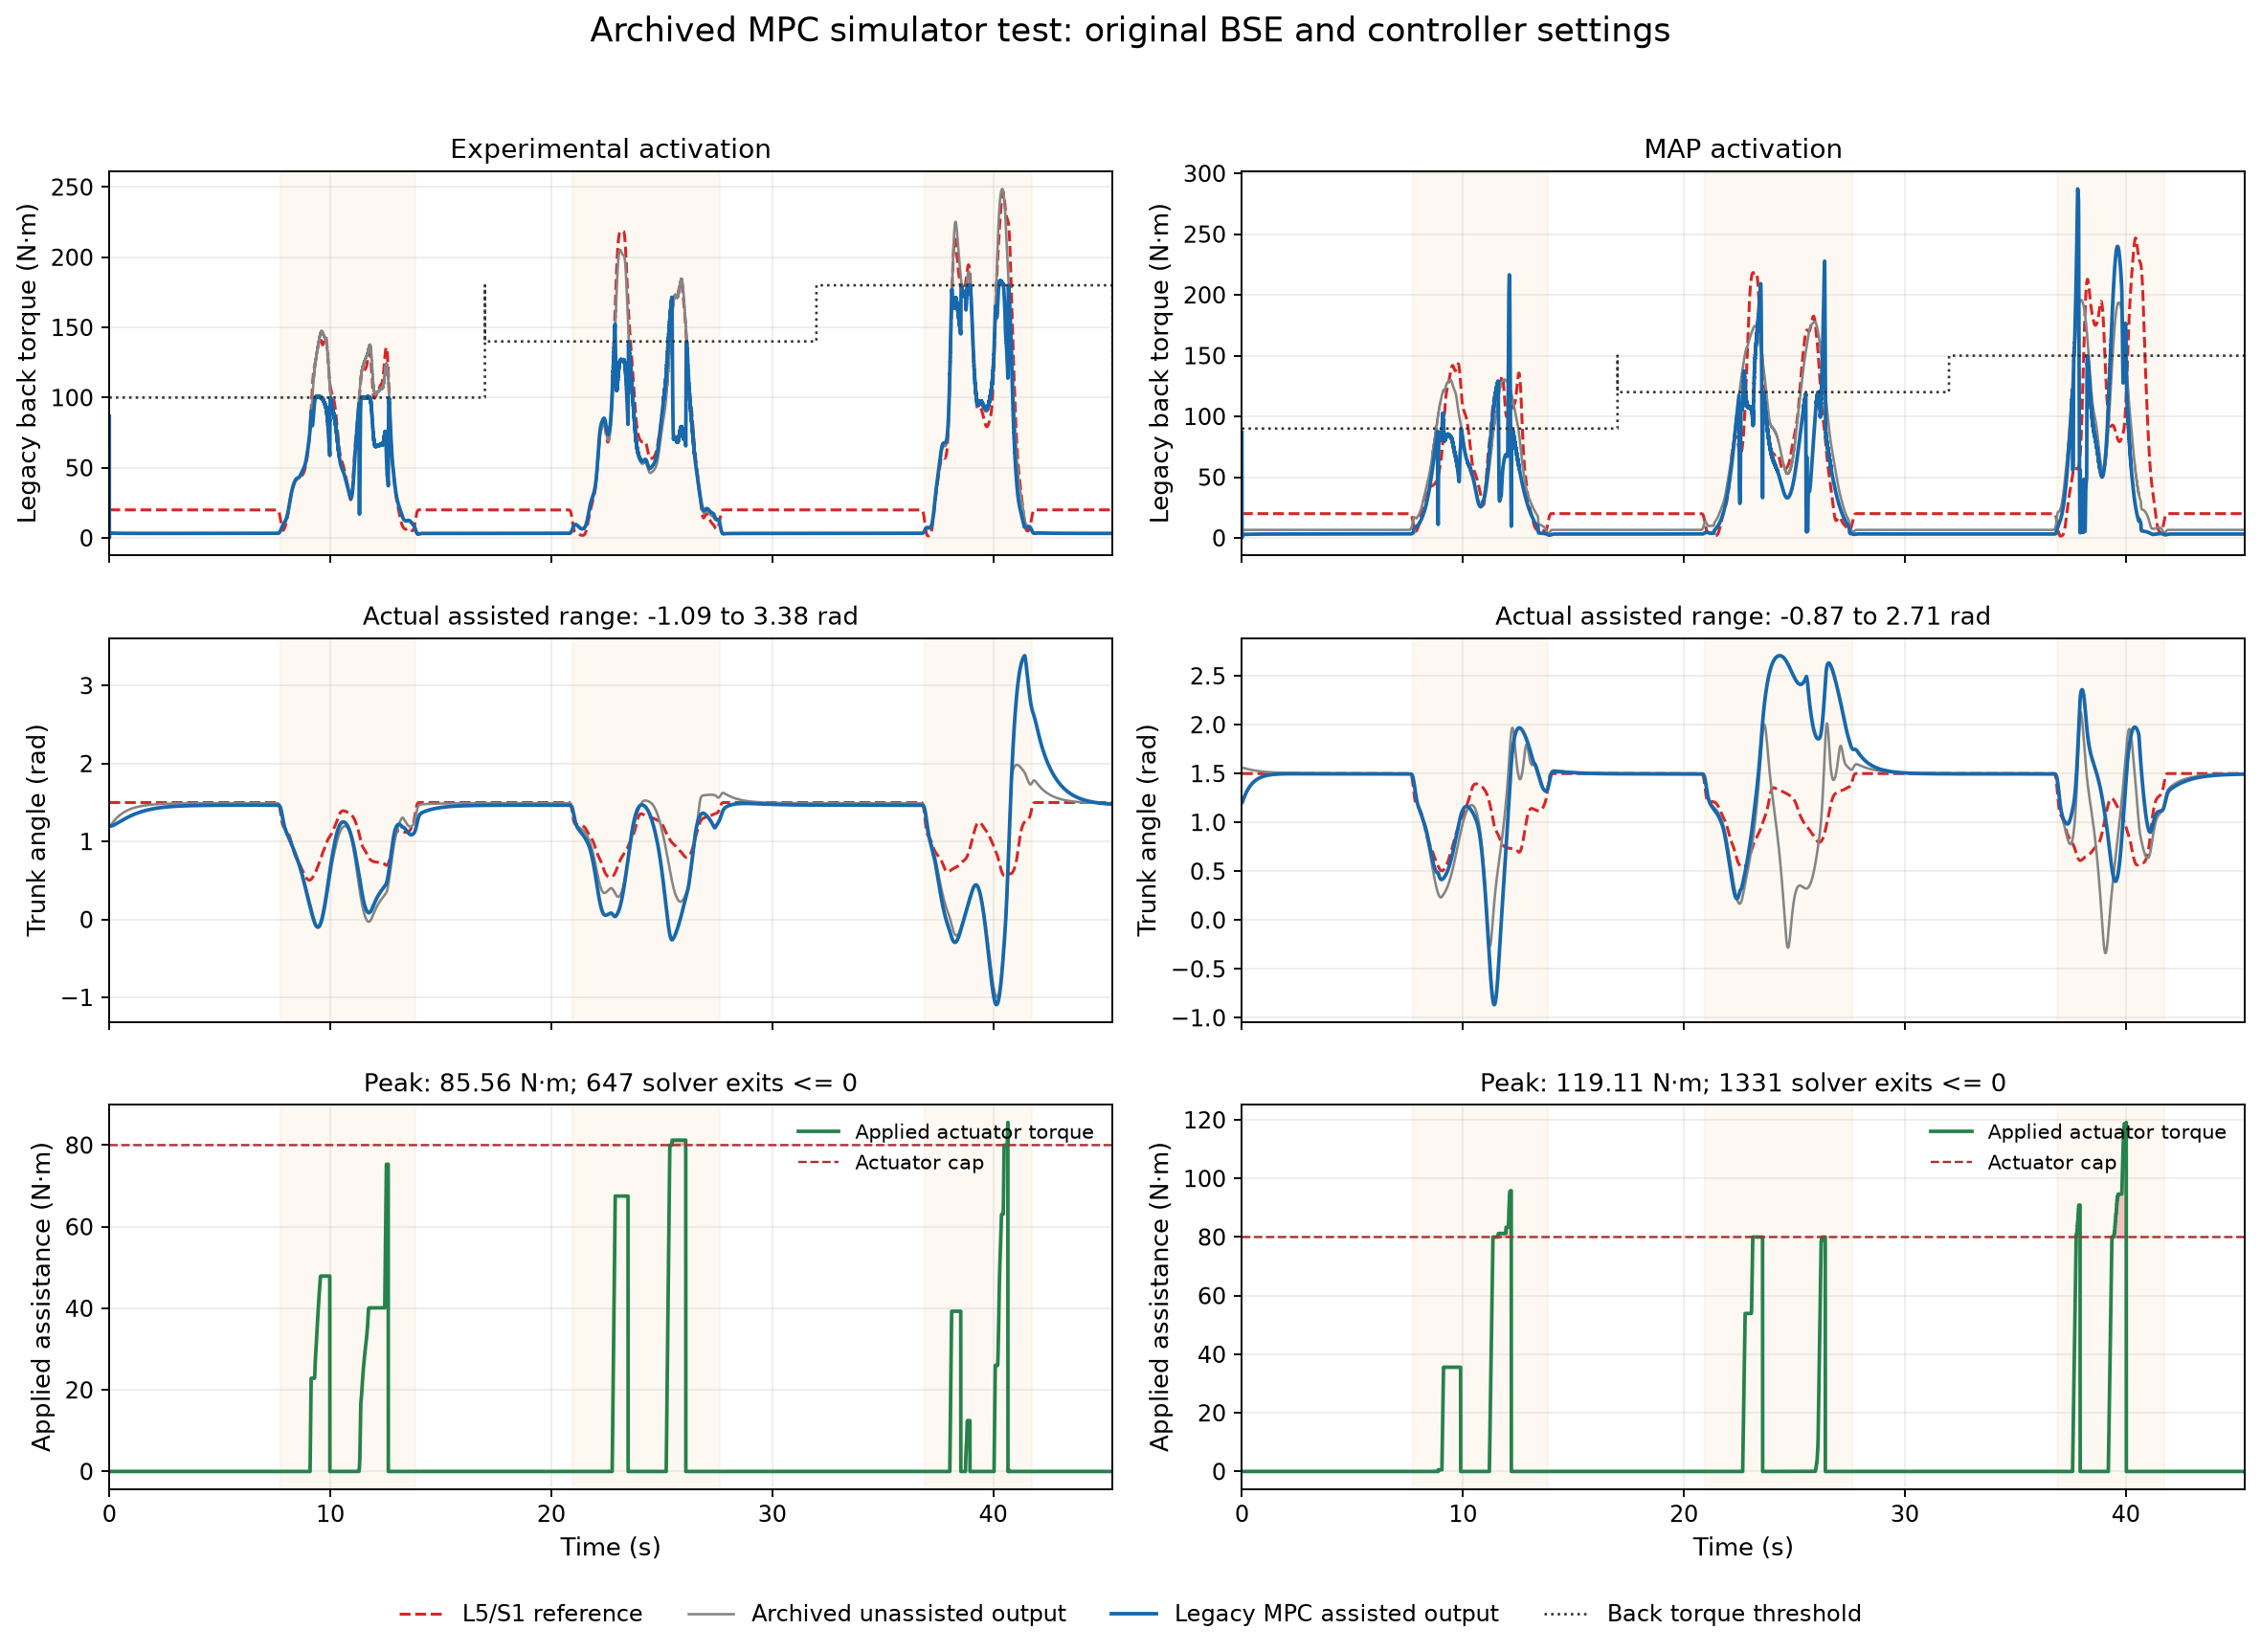 Archived MPC simulator test: original BSE and controller settings
Experimental activation
Legacy back torque (N·m)
250
200
150
100
50
0
MAP activation
Legacy back torque (N·m)
300
250
200
150
100
50
0
Actual assisted range: -1.09 to 3.38 rad
Trunk angle (rad)
3
2
1
0
−1
Actual assisted range: -0.87 to 2.71 rad
Trunk angle (rad)
2.5
2.0
1.5
1.0
0.5
0.0
−0.5
−1.0
Peak: 85.56 N·m; 647 solver exits <= 0
Applied assistance (N·m)
80
60
40
20
0
Applied actuator torque
Actuator cap
0 10 20 30 40
Time (s)
Peak: 119.11 N·m; 1331 solver exits <= 0
Applied assistance (N·m)
120
100
80
60
40
20
0
Applied actuator torque
Actuator cap
0 10 20 30 40
Time (s)
L5/S1 reference
Archived unassisted output
Legacy MPC assisted output
Back torque threshold